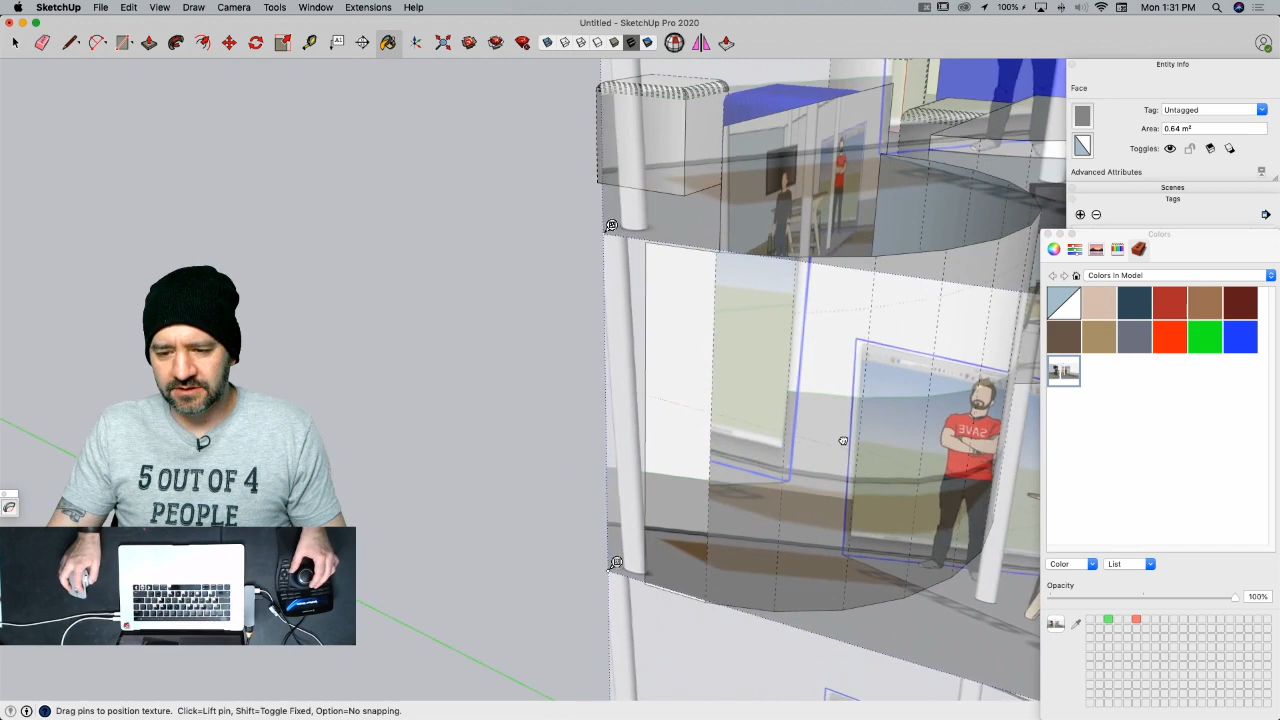 SketchUp File Edit View Draw Camera Tools Window Extensions Help 100% Mon 1:31 PM
Untitled - SketchUp Pro 2020
Entity Info
Face
Tag: Untagged
Area: 0.64 m²
Toggles:
Advanced Attributes
Scenes
Tags
Colors
Colors In Model
SAVE
5 OUT OF 4
PEOPLE
Color List
Opacity
100%
Drag pins to position texture. Click=Lift pin, Shift=Toggle Fixed, Option=No snapping.